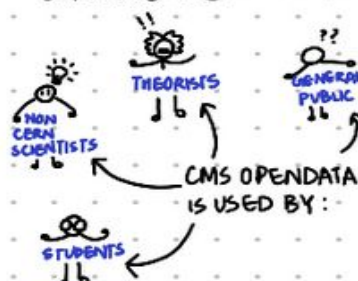 !!
??
THEORISTS
GENERAL
PUBLIC
NON
CERN
SCIENTISTS
CMS OPENDATA
IS USED BY:
STUDENTS